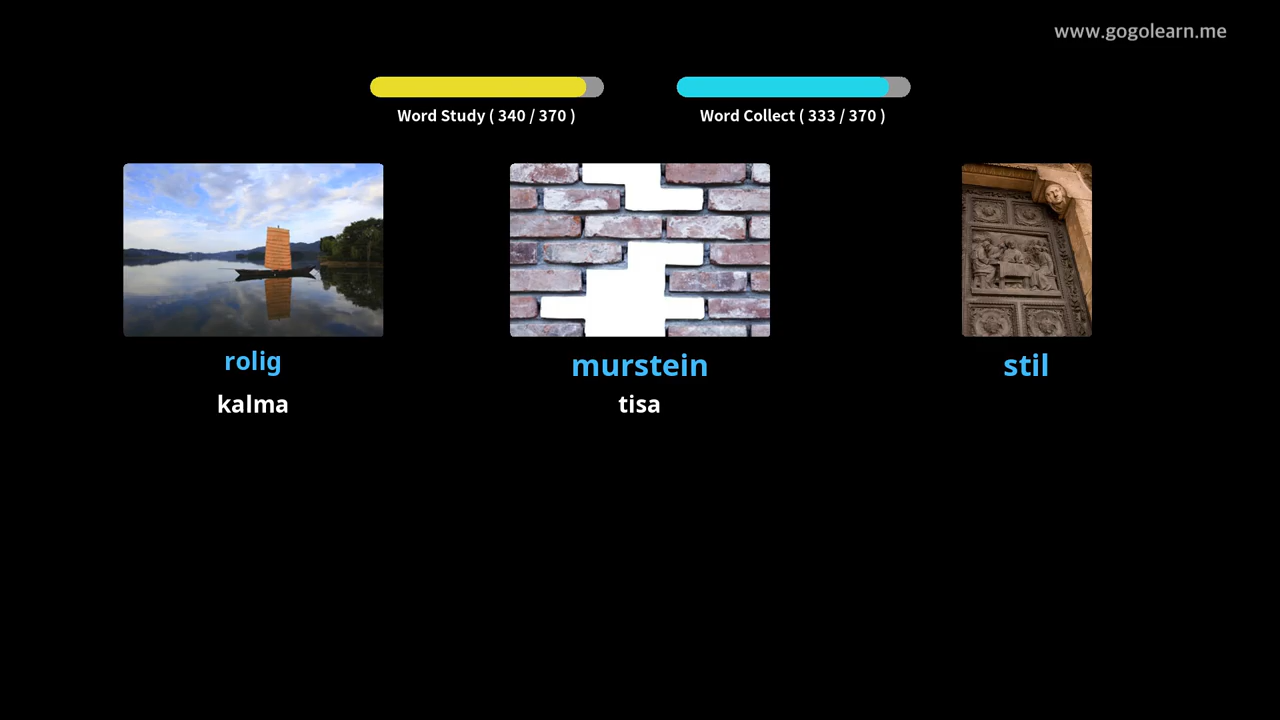 www.gogolearn.me
Word Study ( 340 / 370 )
Word Collect ( 333 / 370 )
rolig
murstein
stil
kalma
tisa